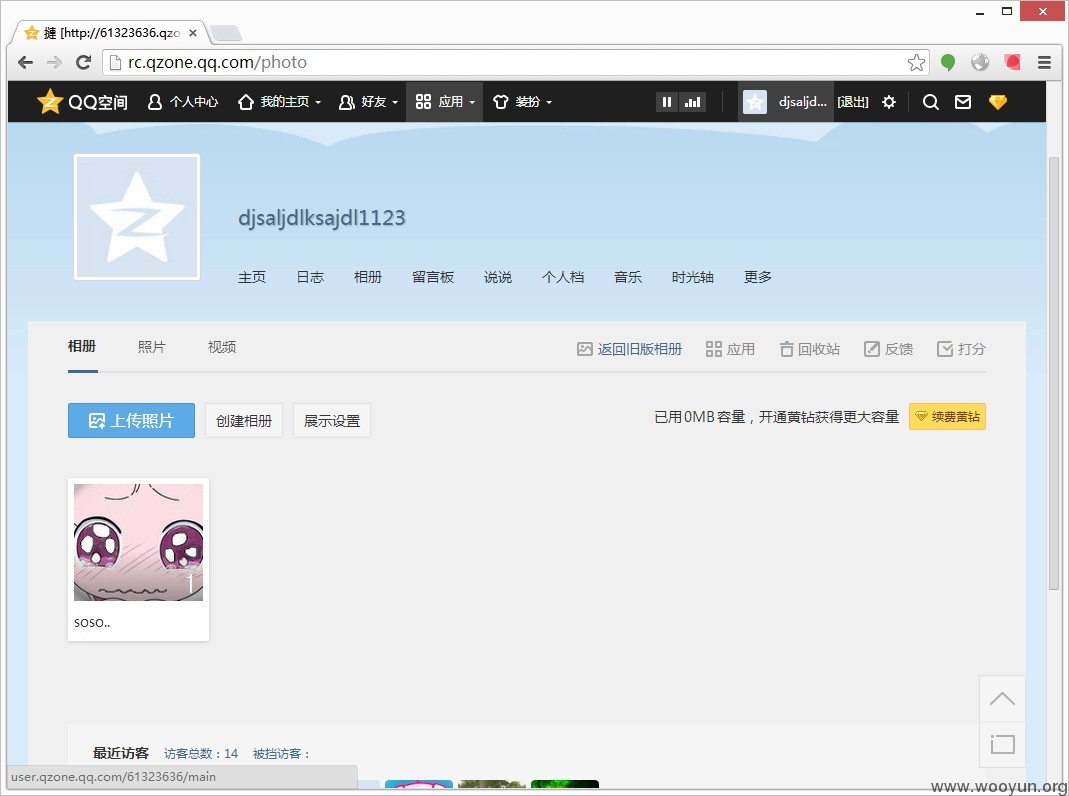 摓 [http://61323636.qzo
rc.qzone.qq.com/photo
QQ空间 个人中心 我的主页 好友 应用 装扮 djsaljd... [退出]
djsaljdlksajdl1123
主页 日志 相册 留言板 说说 个人档 音乐 时光轴 更多
相册 照片 视频 返回旧版相册 应用 回收站 反馈 打分
上传照片 创建相册 展示设置 已用0MB容量，开通黄钻获得更大容量 续费黄钻
1
soso..
最近访客 访客总数：14 被挡访客：
user.qzone.qq.com/61323636/main
www.wooyun.org